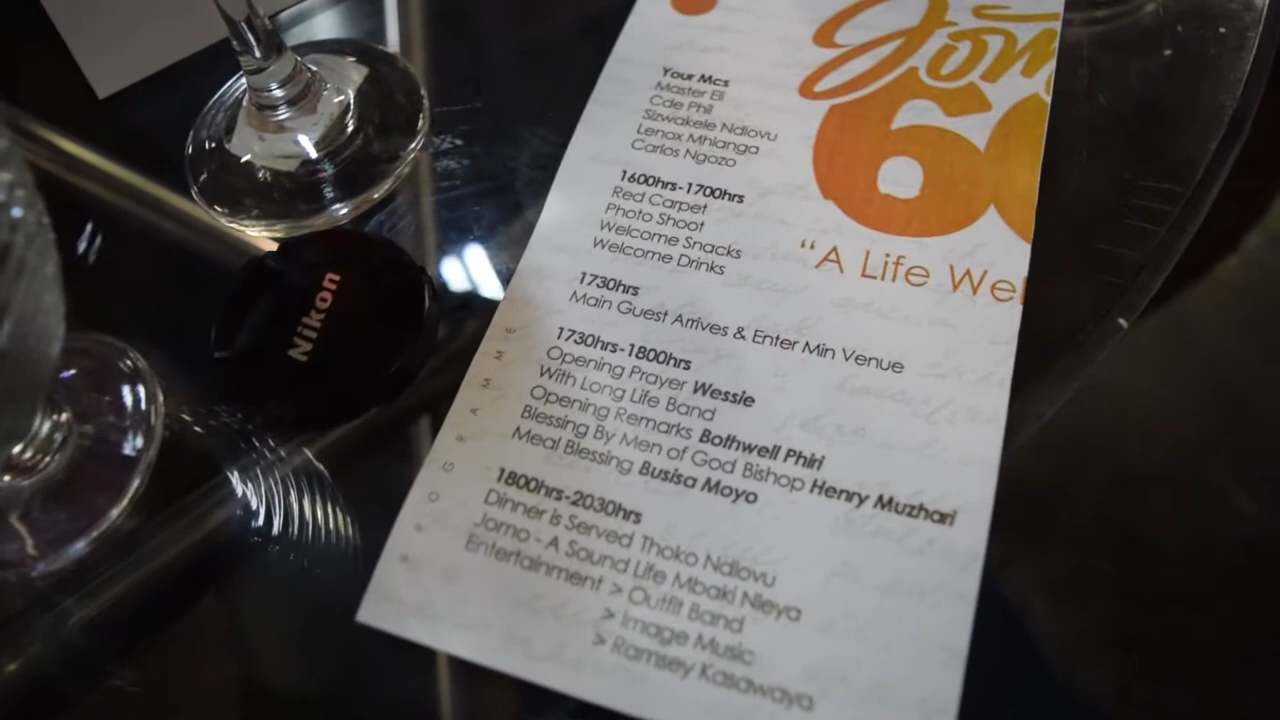 Jom
60
"A Life Wel
Your Mcs
Master Eli
Cde Phil
Sizwakele Ndlovu
Lenox Mhlanga
Carlos Ngozo
1600hrs-1700hrs
Red Carpet
Photo Shoot
Welcome Snacks
Welcome Drinks
1730hrs
Main Guest Arrives & Enter Min Venue
1730hrs-1800hrs
Opening Prayer Wessie
With Long Life Band
Opening Remarks Bothwell Phiri
Blessing By Men of God Bishop Henry Muzhari
Meal Blessing Busisa Moyo
1800hrs-2030hrs
Dinner is Served Thoko Ndlovu
Jomo - A Sound Life Mbaki Nleya
Entertainment > Outfit Band
> Image Music
> Ramsey Kasawaya
PROGRAMME
Nikon